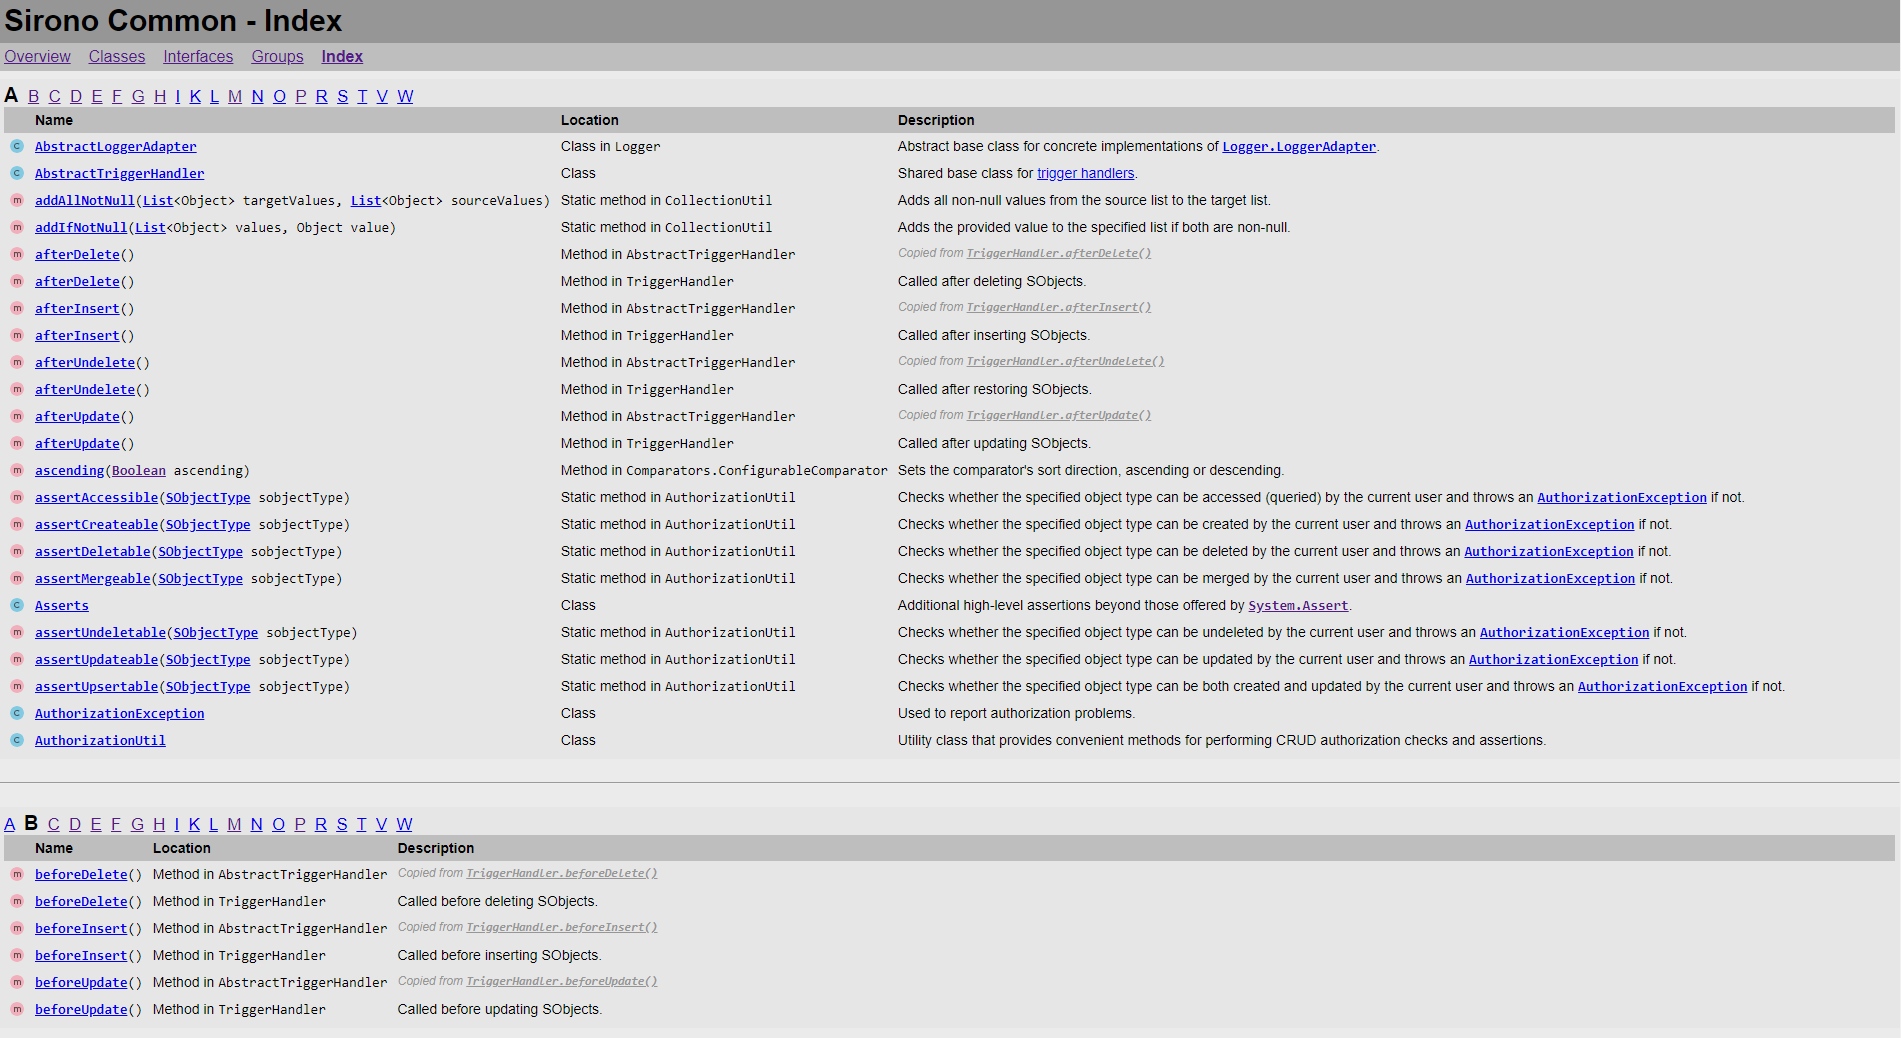 Sirono Common - Index
Overview Classes Interfaces Groups Index
A B C D E F G H I K L M N O P R S T V W
Name Location Description
C AbstractLoggerAdapter Class in Logger Abstract base class for concrete implementations of Logger.LoggerAdapter.
C AbstractTriggerHandler Class Shared base class for trigger handlers.
m addAllNotNull(List<Object> targetValues, List<Object> sourceValues) Static method in CollectionUtil Adds all non-null values from the source list to the target list.
m addIfNotNull(List<Object> values, Object value) Static method in CollectionUtil Adds the provided value to the specified list if both are non-null.
m afterDelete() Method in AbstractTriggerHandler Copied from TriggerHandler.afterDelete()
m afterDelete() Method in TriggerHandler Called after deleting SObjects.
m afterInsert() Method in AbstractTriggerHandler Copied from TriggerHandler.afterInsert()
m afterInsert() Method in TriggerHandler Called after inserting SObjects.
m afterUndelete() Method in AbstractTriggerHandler Copied from TriggerHandler.afterUndelete()
m afterUndelete() Method in TriggerHandler Called after restoring SObjects.
m afterUpdate() Method in AbstractTriggerHandler Copied from TriggerHandler.afterUpdate()
m afterUpdate() Method in TriggerHandler Called after updating SObjects.
m ascending(Boolean ascending) Method in Comparators.ConfigurableComparator Sets the comparator's sort direction, ascending or descending.
m assertAccessible(SObjectType sobjectType) Static method in AuthorizationUtil Checks whether the specified object type can be accessed (queried) by the current user and throws an AuthorizationException if not.
m assertCreateable(SObjectType sobjectType) Static method in AuthorizationUtil Checks whether the specified object type can be created by the current user and throws an AuthorizationException if not.
m assertDeletable(SObjectType sobjectType) Static method in AuthorizationUtil Checks whether the specified object type can be deleted by the current user and throws an AuthorizationException if not.
m assertMergeable(SObjectType sobjectType) Static method in AuthorizationUtil Checks whether the specified object type can be merged by the current user and throws an AuthorizationException if not.
C Asserts Class Additional high-level assertions beyond those offered by System.Assert.
m assertUndeletable(SObjectType sobjectType) Static method in AuthorizationUtil Checks whether the specified object type can be undeleted by the current user and throws an AuthorizationException if not.
m assertUpdateable(SObjectType sobjectType) Static method in AuthorizationUtil Checks whether the specified object type can be updated by the current user and throws an AuthorizationException if not.
m assertUpsertable(SObjectType sobjectType) Static method in AuthorizationUtil Checks whether the specified object type can be both created and updated by the current user and throws an AuthorizationException if not.
C AuthorizationException Class Used to report authorization problems.
C AuthorizationUtil Class Utility class that provides convenient methods for performing CRUD authorization checks and assertions.
A B C D E F G H I K L M N O P R S T V W
Name Location Description
m beforeDelete() Method in AbstractTriggerHandler Copied from TriggerHandler.beforeDelete()
m beforeDelete() Method in TriggerHandler Called before deleting SObjects.
m beforeInsert() Method in AbstractTriggerHandler Copied from TriggerHandler.beforeInsert()
m beforeInsert() Method in TriggerHandler Called before inserting SObjects.
m beforeUpdate() Method in AbstractTriggerHandler Copied from TriggerHandler.beforeUpdate()
m beforeUpdate() Method in TriggerHandler Called before updating SObjects.